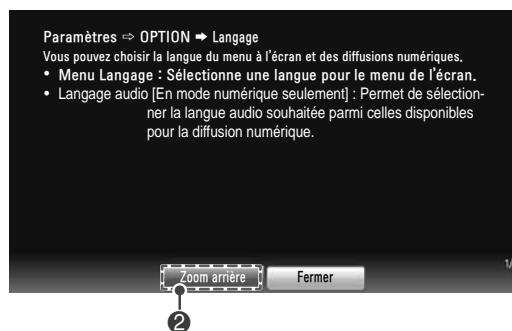 Paramètres ⇨ OPTION ➡ Langage
Vous pouvez choisir la langue du menu à l'écran et des diffusions numériques.
• Menu Langage : Sélectionne une langue pour le menu de l'écran.
• Langage audio [En mode numérique seulement] : Permet de sélection-
ner la langue audio souhaitée parmi celles disponibles
pour la diffusion numérique.
1/
Zoom arrière Fermer
❷